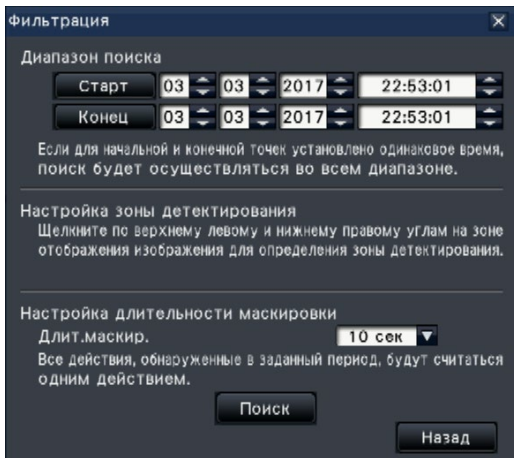 Фильтрация
Диапазон поиска
Старт 03 03 2017 22:53:01
Конец 03 03 2017 22:53:01
Если для начальной и конечной точек установлено одинаковое время,
поиск будет осуществляться во всем диапазоне.
Настройка зоны детектирования
Щелкните по верхнему левому и нижнему правому углам на зоне
отображения изображения для определения зоны детектирования.
Настройка длительности маскировки
Длит.маскир. 10 сек
Все действия, обнаруженные в заданный период, будут считаться
одним действием.
Поиск
Назад